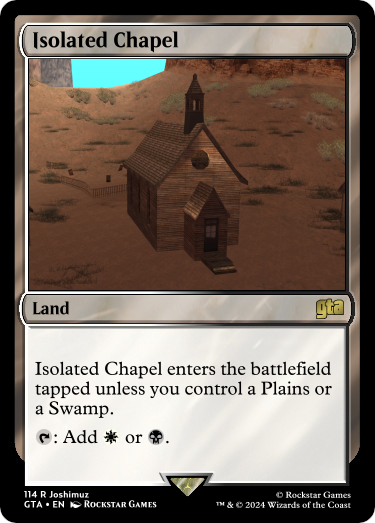 Isolated Chapel
Land
gta
Isolated Chapel enters the battlefield
tapped unless you control a Plains or
a Swamp.
: Add or .
114 R Joshimuz
GTA • EN Rockstar Games
© Rockstar Games
™ & © 2024 Wizards of the Coast